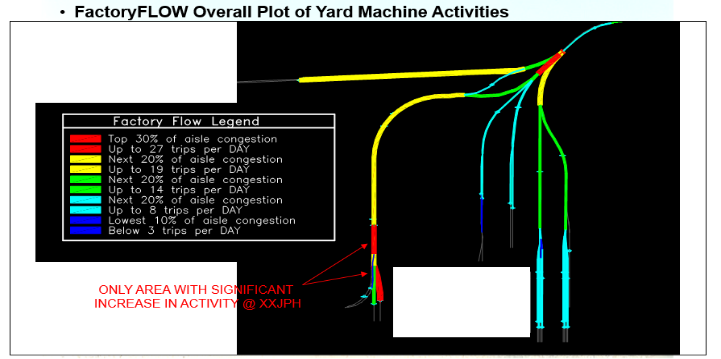 • FactoryFLOW Overall Plot of Yard Machine Activities
Factory Flow Legend
Top 30% of aisle congestion
Up to 27 trips per DAY
Next 20% of aisle congestion
Up to 19 trips per DAY
Next 20% of aisle congestion
Up to 14 trips per DAY
Next 20% of aisle congestion
Up to 8 trips per DAY
Lowest 10% of aisle congestion
Below 3 trips per DAY
ONLY AREA WITH SIGNIFICANT
INCREASE IN ACTIVITY @ XXJPH